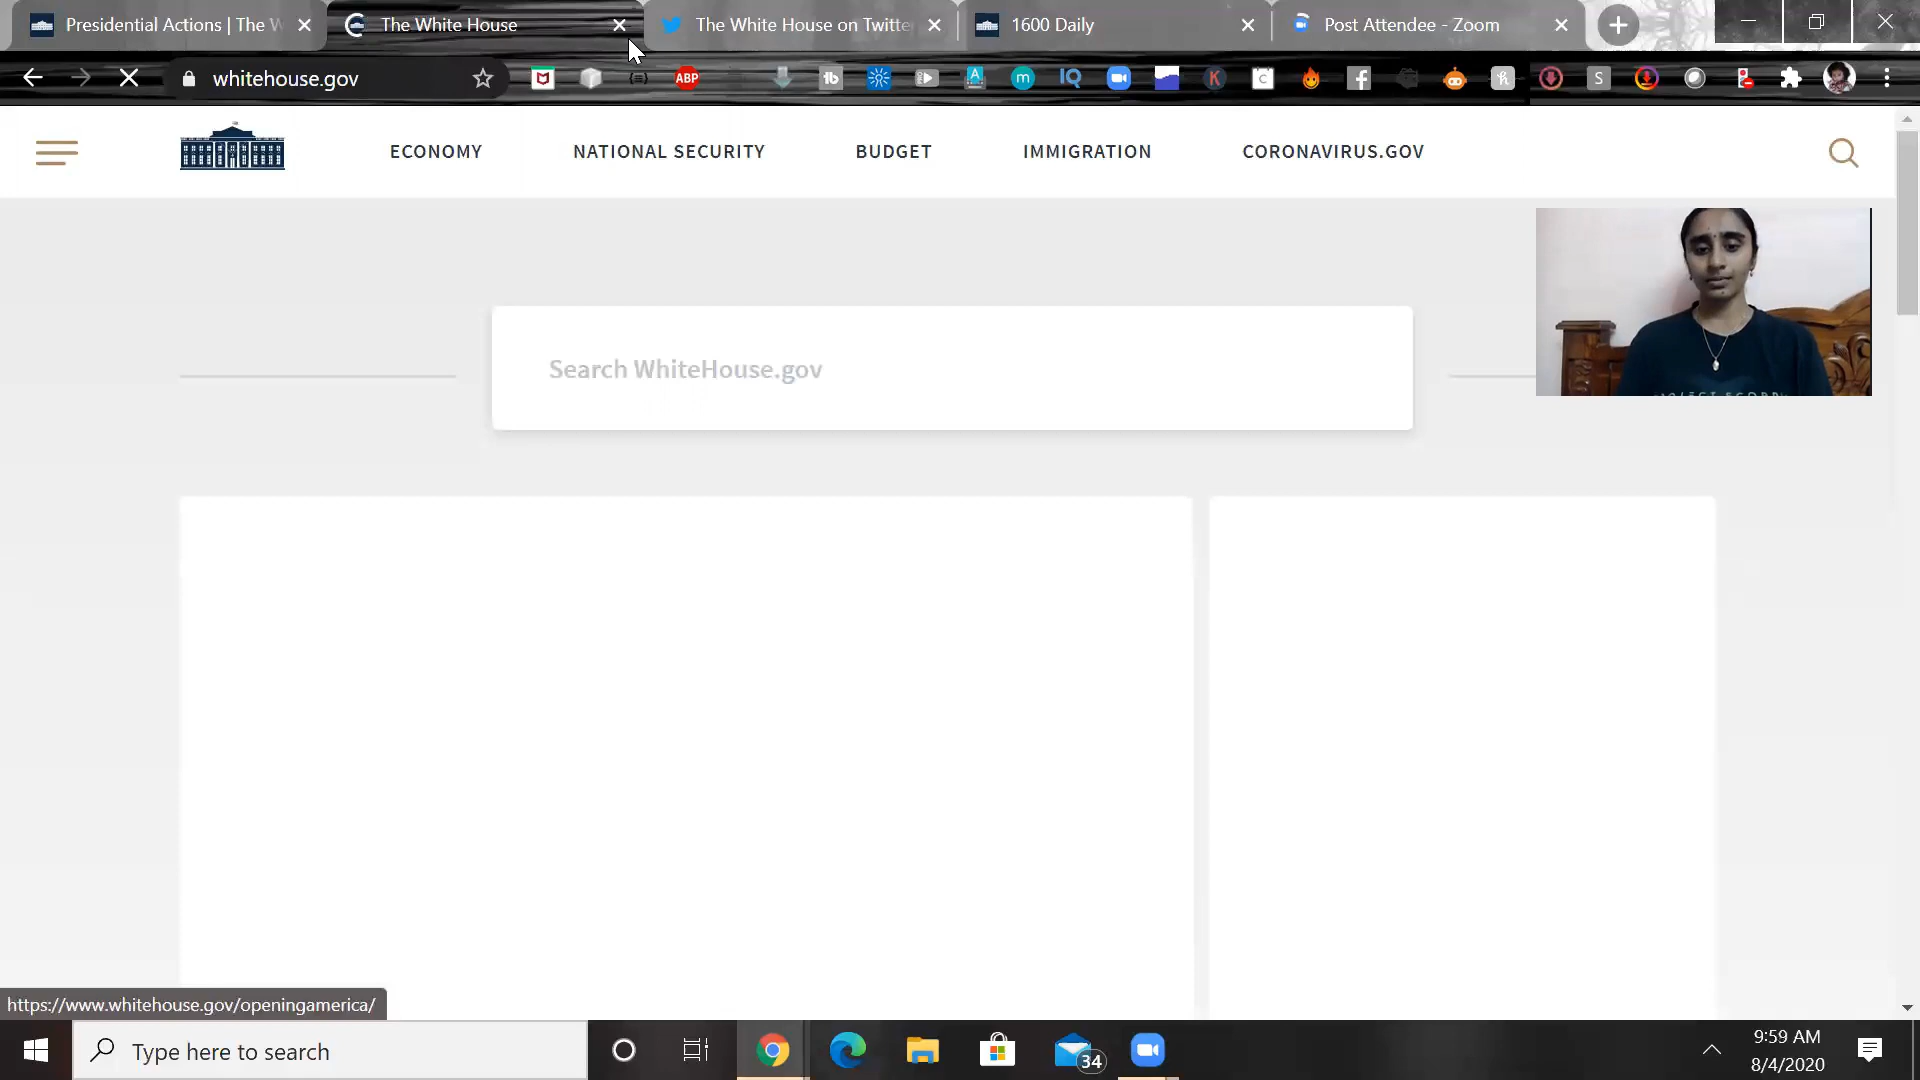 Presidential Actions | The W
The White House
The White House on Twitte
1600 Daily
Post Attendee - Zoom
whitehouse.gov
ABP
tb
A
m
IQ
K
C
S
ECONOMY
NATIONAL SECURITY
BUDGET
IMMIGRATION
CORONAVIRUS.GOV
Search WhiteHouse.gov
https://www.whitehouse.gov/openingamerica/
Type here to search
34
9:59 AM
8/4/2020